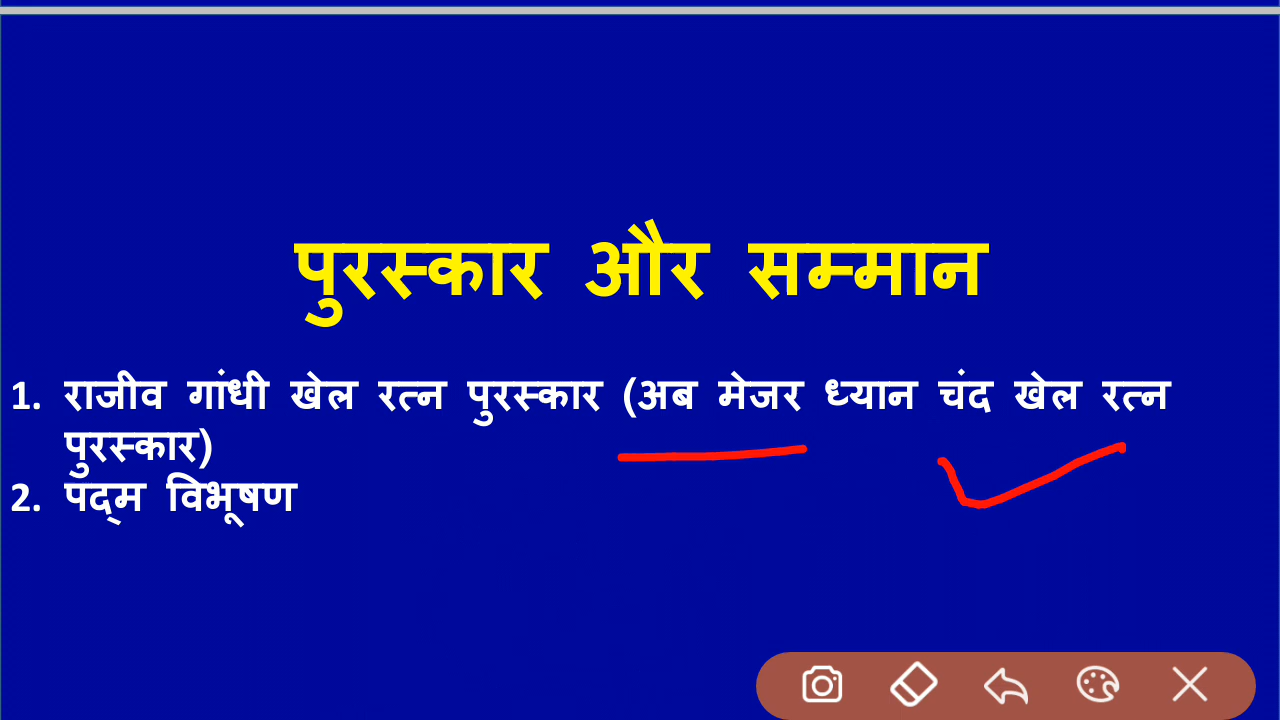 पुरस्कार और सम्मान
1. राजीव गांधी खेल रत्न पुरस्कार (अब मेजर ध्यान चंद खेल रत्न
पुरस्कार)
2. पद्म विभूषण